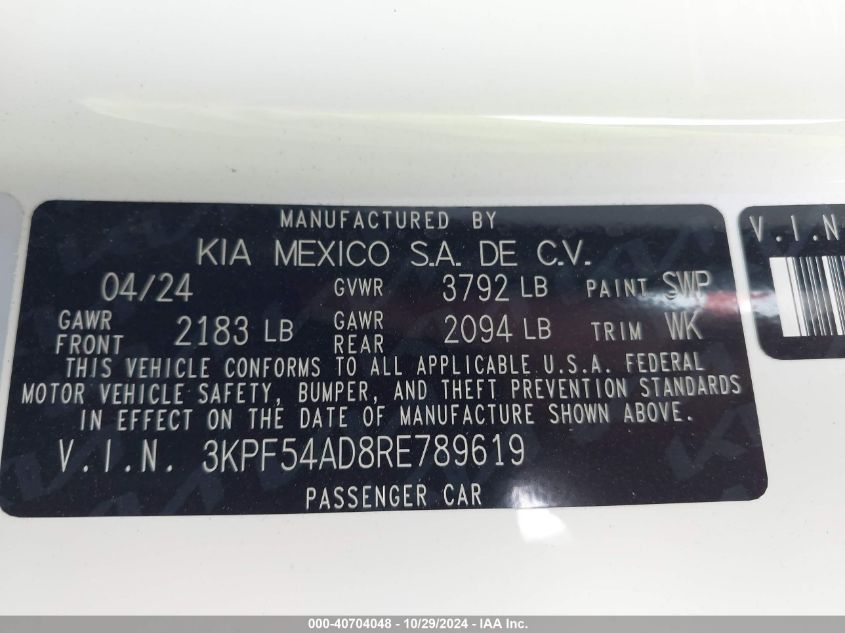 MANUFACTURED BY
KIA MEXICO S.A. DE C.V.
04/24 GVWR 3792 LB PAINT SWP
GAWR FRONT 2183 LB GAWR REAR 2094 LB TRIM WK
THIS VEHICLE CONFORMS TO ALL APPLICABLE U.S.A. FEDERAL
MOTOR VEHICLE SAFETY, BUMPER, AND THEFT PREVENTION STANDARDS
IN EFFECT ON THE DATE OF MANUFACTURE SHOWN ABOVE.
V.I.N. 3KPF54AD8RE789619
PASSENGER CAR
V.I.N
000-40704048 - 10/29/2024 - IAA Inc.